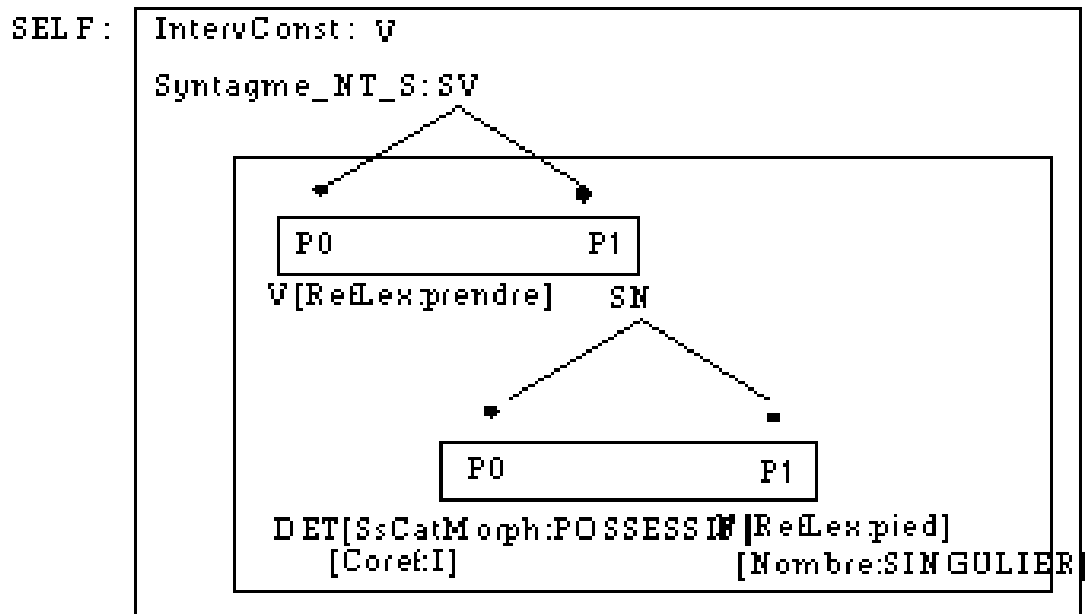 SELF: IntervConst: V
Syntagme_NT_S:SV
P0 P1
V[RefLex:prendre] SN
P0 P1
DET[SsCatMorph:POSSESSIF] [RefLex:pied]
[Coref:I] [Nombre:SINGULIER]